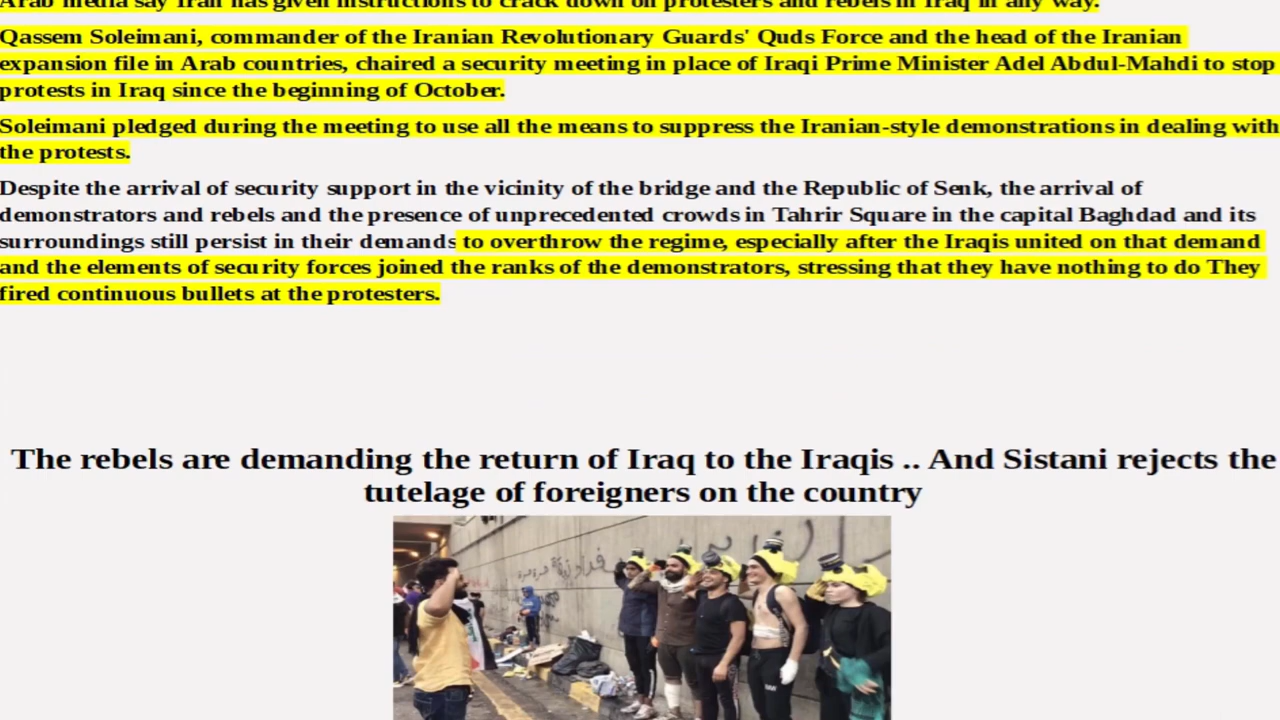 Arab media say Iran has given instructions to crack down on protesters and rebels in Iraq in any way.
Qassem Soleimani, commander of the Iranian Revolutionary Guards' Quds Force and the head of the Iranian
expansion file in Arab countries, chaired a security meeting in place of Iraqi Prime Minister Adel Abdul-Mahdi to stop
protests in Iraq since the beginning of October.
Soleimani pledged during the meeting to use all the means to suppress the Iranian-style demonstrations in dealing with
the protests.
Despite the arrival of security support in the vicinity of the bridge and the Republic of Senk, the arrival of
demonstrators and rebels and the presence of unprecedented crowds in Tahrir Square in the capital Baghdad and its
surroundings still persist in their demands to overthrow the regime, especially after the Iraqis united on that demand
and the elements of security forces joined the ranks of the demonstrators, stressing that they have nothing to do They
fired continuous bullets at the protesters.
The rebels are demanding the return of Iraq to the Iraqis .. And Sistani rejects the
tutelage of foreigners on the country